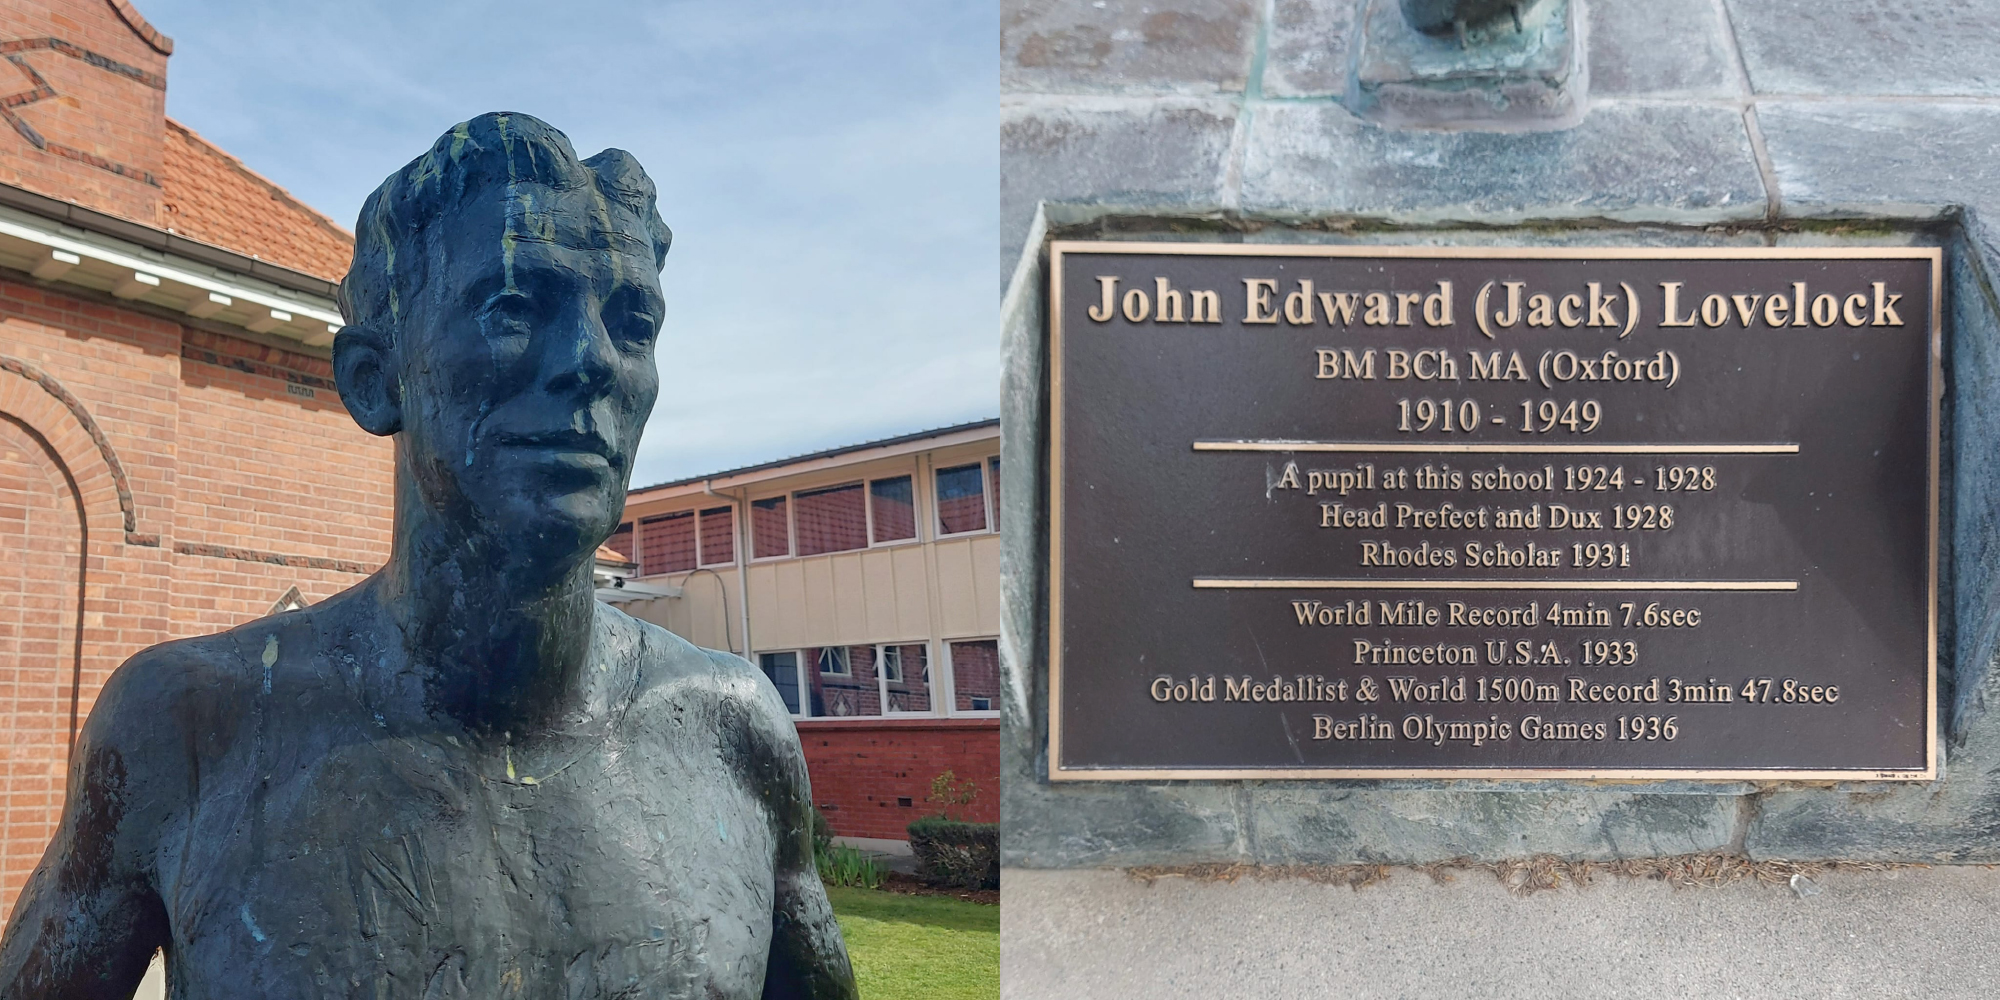 John Edward (Jack) Lovelock
BM BCh MA (Oxford)
1910 - 1949
A pupil at this school 1924 - 1928
Head Prefect and Dux 1928
Rhodes Scholar 1931
World Mile Record 4min 7.6sec
Princeton U.S.A. 1933
Gold Medallist & World 1500m Record 3min 47.8sec
Berlin Olympic Games 1936